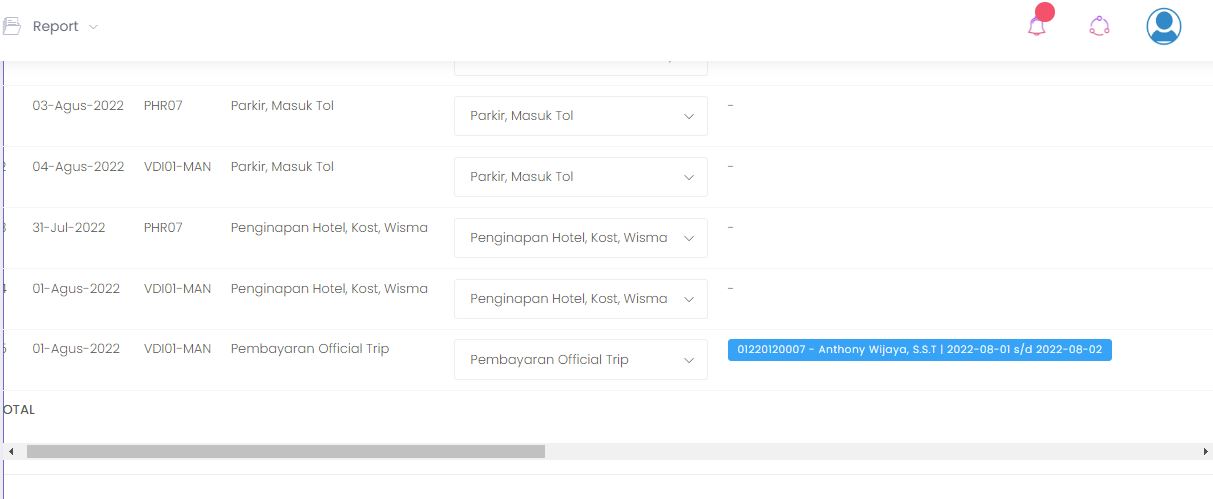 Report
03-Agus-2022 PHR07 Parkir, Masuk Tol Parkir, Masuk Tol -
2 04-Agus-2022 VDI01-MAN Parkir, Masuk Tol Parkir, Masuk Tol -
3 31-Jul-2022 PHR07 Penginapan Hotel, Kost, Wisma Penginapan Hotel, Kost, Wisma -
4 01-Agus-2022 VDI01-MAN Penginapan Hotel, Kost, Wisma Penginapan Hotel, Kost, Wisma -
5 01-Agus-2022 VDI01-MAN Pembayaran Official Trip Pembayaran Official Trip 01220120007 - Anthony Wijaya, S.S.T | 2022-08-01 s/d 2022-08-02
OTAL